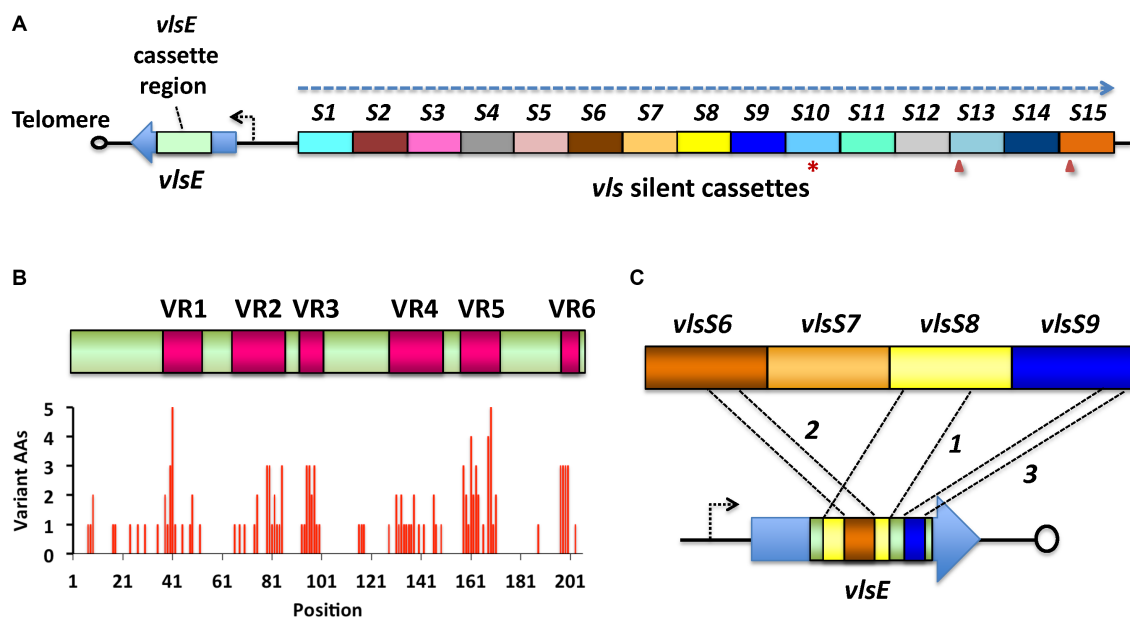 A
vlsE
cassette
region
Telomere
vlsE
S1 S2 S3 S4 S5 S6 S7 S8 S9 S10 S11 S12 S13 S14 S15
*
vls silent cassettes
B
VR1 VR2 VR3 VR4 VR5 VR6
Variant AAs
5
4
3
2
1
0
1 21 41 61 81 101 121 141 161 181 201
Position
C
vlsS6 vlsS7 vlsS8 vlsS9
2
1
3
vlsE